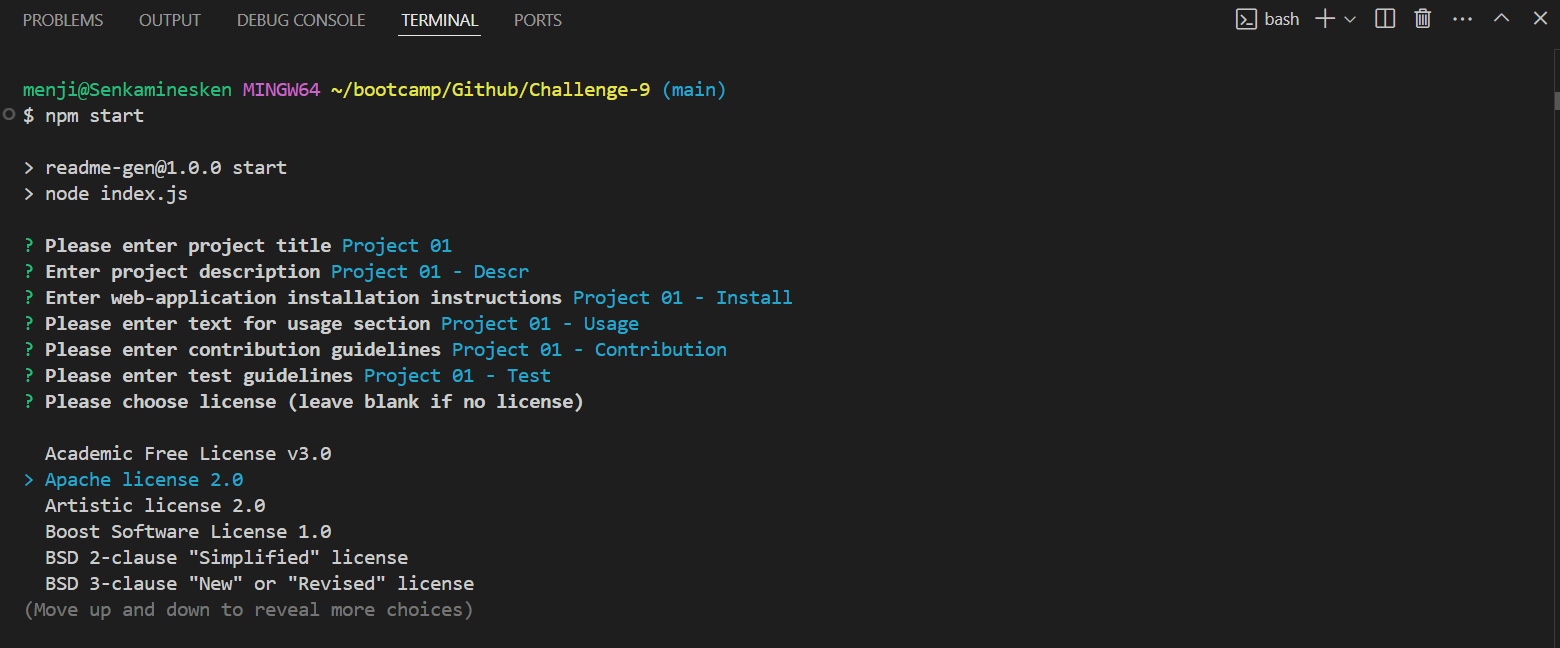 PROBLEMS OUTPUT DEBUG CONSOLE TERMINAL PORTS bash
menji@Senkaminesken MINGW64 ~/bootcamp/Github/Challenge-9 (main)
$ npm start
> readme-gen@1.0.0 start
> node index.js
? Please enter project title Project 01
? Enter project description Project 01 - Descr
? Enter web-application installation instructions Project 01 - Install
? Please enter text for usage section Project 01 - Usage
? Please enter contribution guidelines Project 01 - Contribution
? Please enter test guidelines Project 01 - Test
? Please choose license (leave blank if no license)
Academic Free License v3.0
> Apache license 2.0
Artistic license 2.0
Boost Software License 1.0
BSD 2-clause "Simplified" license
BSD 3-clause "New" or "Revised" license
(Move up and down to reveal more choices)